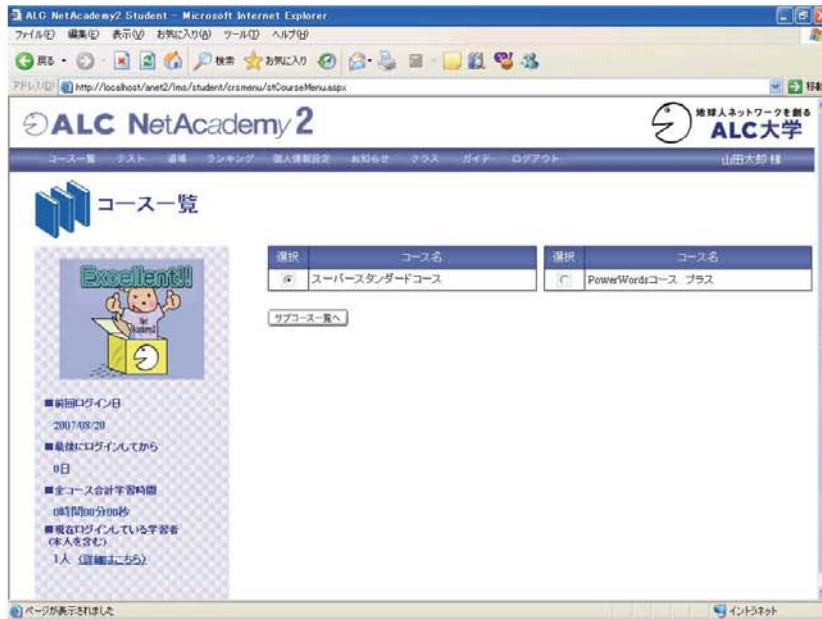 ALC NetAcademy2 Student - Microsoft Internet Explorer
ファイル(F) 編集(E) 表示(V) お気に入り(A) ツール(T) ヘルプ(H)
戻る 検索 お気に入り
アドレス(D) http://localhost/anet2/lms/student/crsmenu/stCourseMenu.aspx 移動
ALC NetAcademy 2
地球人ネットワークを創る
ALC大学
コース一覧 テスト 道場 ランキング 個人情報設定 お知らせ クラス ガイド ログアウト 山田太郎 様
コース一覧
選択 コース名 選択 コース名
スーパースタンダードコース PowerWordsコース プラス
サブコース一覧へ
Excellent!!
Net
Academy2
■前回ログイン日
2007/08/20
■最後にログインしてから
0日
■全コース合計学習時間
0時間00分00秒
■現在ログインしている学習者
(本人を含む)
1人 (詳細はこちら)
ページが表示されました イントラネット